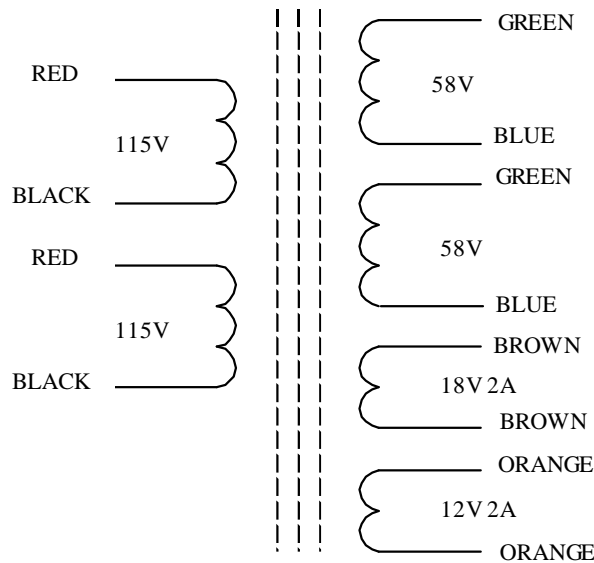 RED
115V
BLACK
RED
115V
BLACK
GREEN
58V
BLUE
GREEN
58V
BLUE
BROWN
18V 2A
BROWN
ORANGE
12V 2A
ORANGE